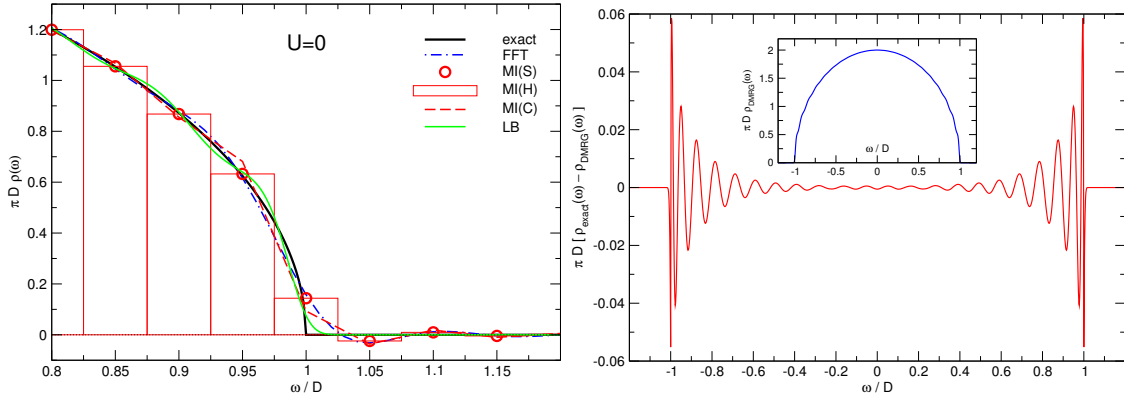 U=0
exact
FFT
MI(S)
MI(H)
MI(C)
LB
π D ρ(ω)
1.2
1
0.8
0.6
0.4
0.2
0
0.8 0.85 0.9 0.95 1 1.05 1.1 1.15
ω / D
π D [ ρexact(ω) − ρDMRG(ω) ]
0.06
0.04
0.02
0
-0.02
-0.04
-0.06
-1 -0.8 -0.6 -0.4 -0.2 0 0.2 0.4 0.6 0.8 1
ω / D
π D ρDMRG(ω)
2
1.5
1
0.5
0
-1 -0.5 0 0.5 1
ω / D